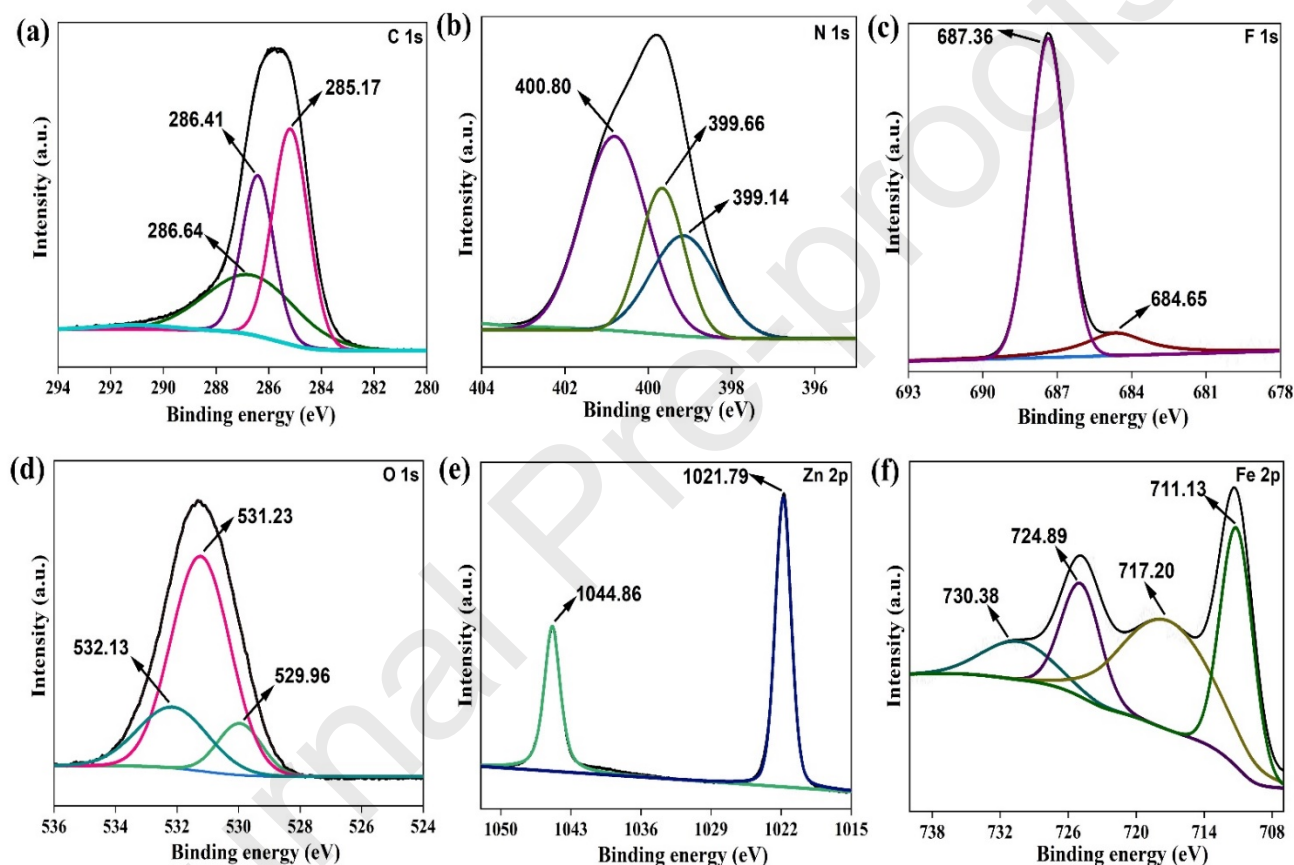 (a)
C 1s
285.17
286.41
286.64
Intensity (a.u.)
294 292 290 288 286 284 282 280
Binding energy (eV)
(b)
N 1s
400.80
399.66
399.14
Intensity (a.u.)
404 402 400 398 396
Binding energy (eV)
(c)
F 1s
687.36
684.65
Intensity (a.u.)
693 690 687 684 681 678
Binding energy (eV)
(d)
O 1s
531.23
532.13
529.96
Intensity (a.u.)
536 534 532 530 528 526 524
Binding energy (eV)
(e)
Zn 2p
1021.79
1044.86
Intensity (a.u.)
1050 1043 1036 1029 1022 1015
Binding energy (eV)
(f)
Fe 2p
711.13
724.89
717.20
730.38
Intensity (a.u.)
738 732 726 720 714 708
Binding energy (eV)
urnal Pre-proofs